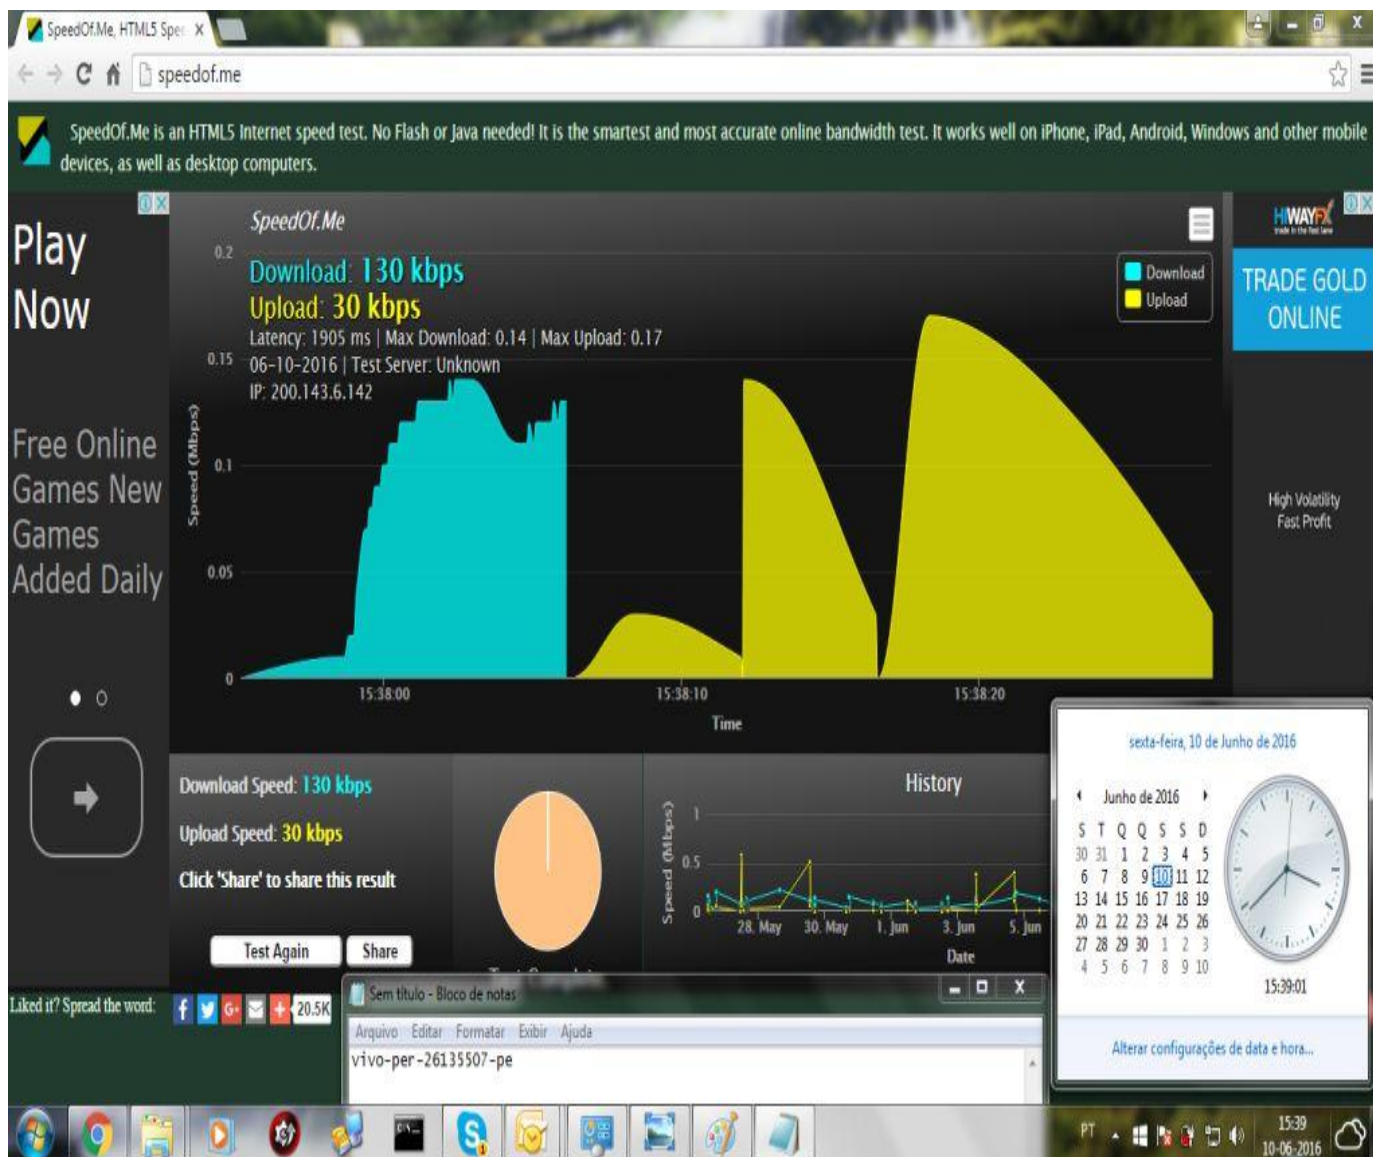 SpeedOf.Me, HTML5 Spee
speedof.me
SpeedOf.Me is an HTML5 Internet speed test. No Flash or Java needed! It is the smartest and most accurate online bandwidth test. It works well on iPhone, iPad, Android, Windows and other mobile
devices, as well as desktop computers.
Play
Now
Free Online
Games New
Games
Added Daily
SpeedOf.Me
Download: 130 kbps
Upload: 30 kbps
Latency: 1905 ms | Max Download: 0.14 | Max Upload: 0.17
06-10-2016 | Test Server: Unknown
IP: 200.143.6.142
Download
Upload
0.2
0.15
0.1
0.05
0
Speed (Mbps)
15:38:00 15:38:10 15:38:20
Time
HIWAYFX
trade in the fast lane
TRADE GOLD
ONLINE
High Volatility
Fast Profit
Download Speed: 130 kbps
Upload Speed: 30 kbps
Click 'Share' to share this result
Test Again Share
History
Speed (Mbps)
1
0.5
0
28. May 30. May 1. Jun 3. Jun 5. Jun
Date
sexta-feira, 10 de Junho de 2016
Junho de 2016
S T Q Q S S D
30 31 1 2 3 4 5
6 7 8 9 10 11 12
13 14 15 16 17 18 19
20 21 22 23 24 25 26
27 28 29 30 1 2 3
4 5 6 7 8 9 10
15:39:01
Alterar configurações de data e hora...
Liked it? Spread the word:
20.5K
Sem título - Bloco de notas
Arquivo Editar Formatar Exibir Ajuda
vivo-per-26135507-pe
PT
15:39
10-06-2016